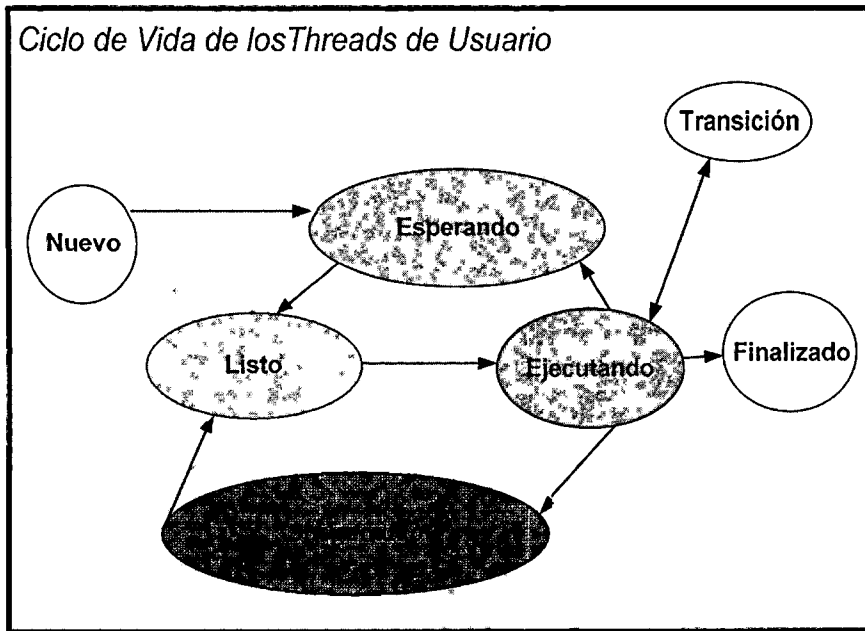 Ciclo de Vida de losThreads de Usuario
Transición
Esperando
Nuevo
Listo
Ejecutando
Finalizado